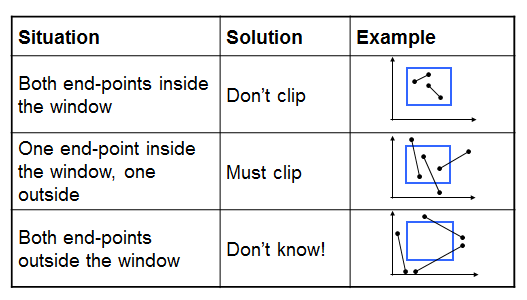 Situation
Solution
Example
Both end-points inside
the window
Don’t clip
One end-point inside
the window, one
outside
Must clip
Both end-points
outside the window
Don’t know!